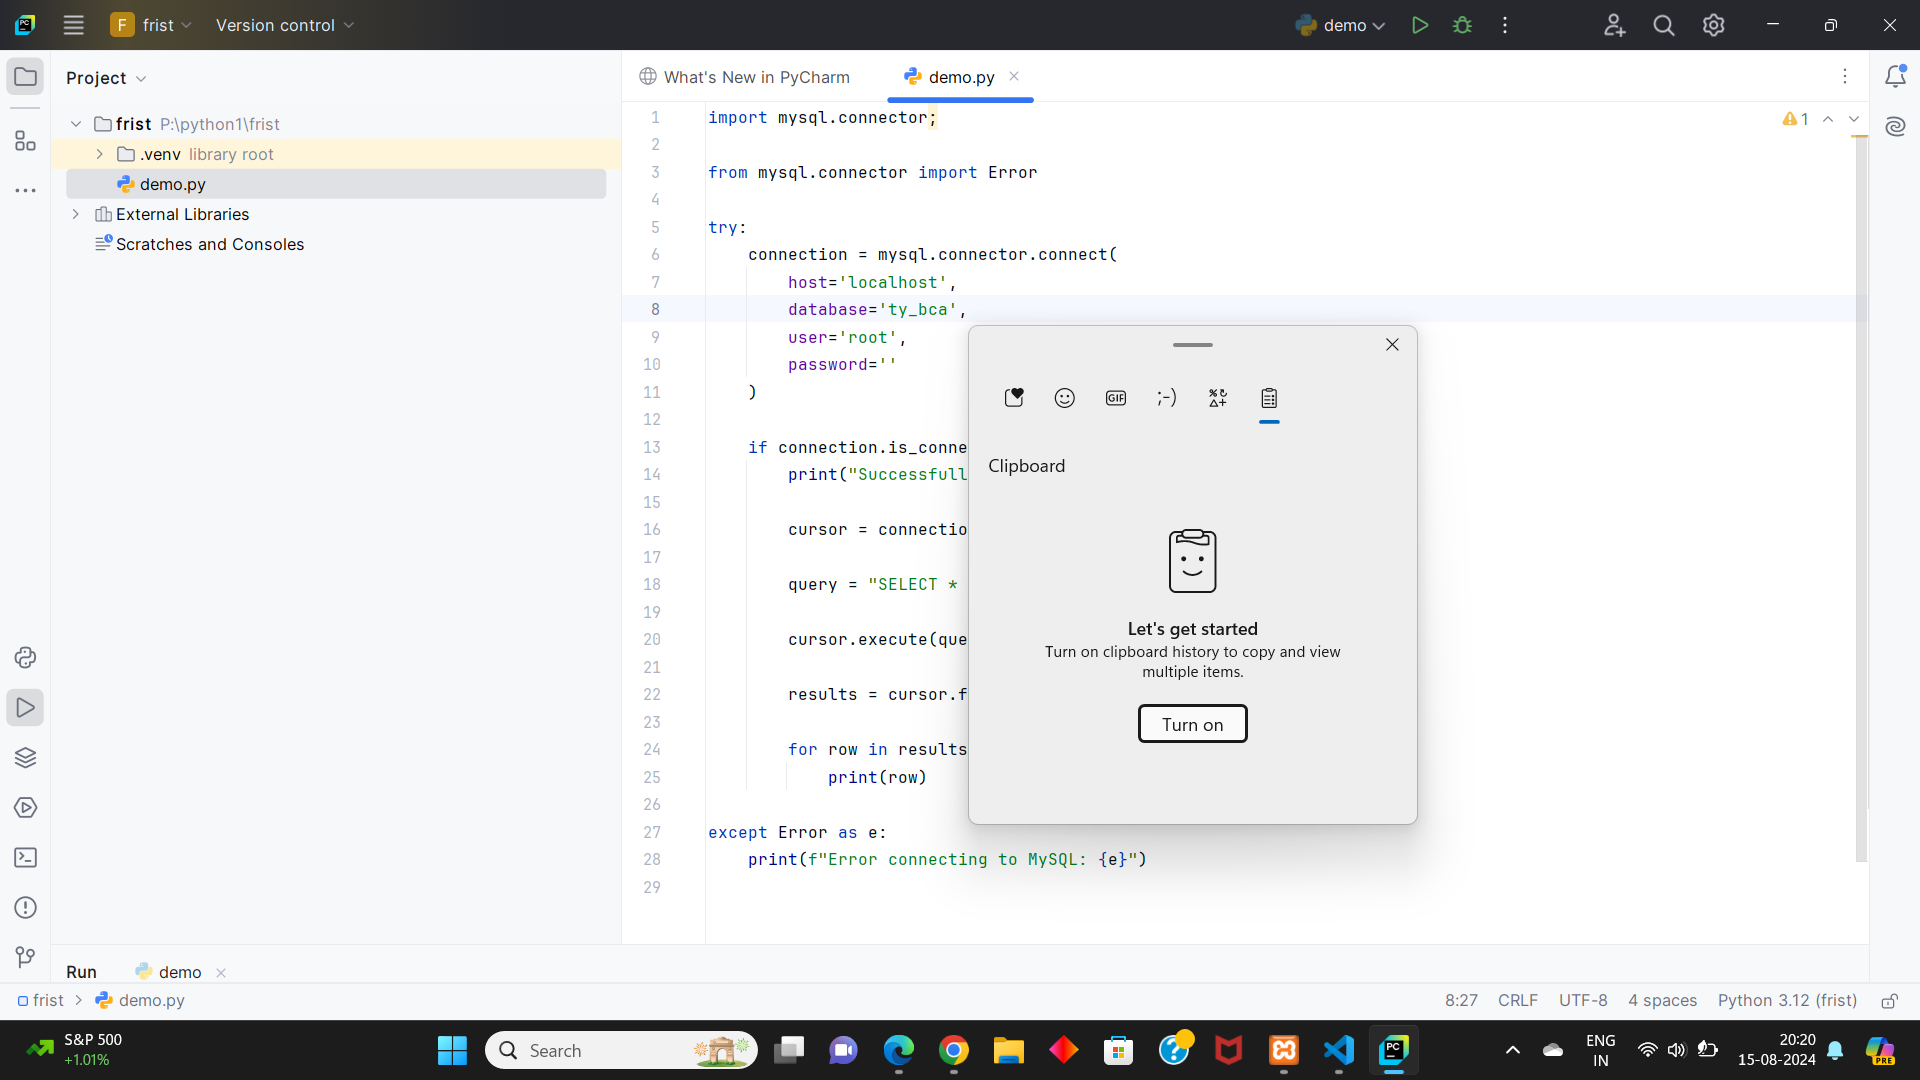 F frist Version control demo
Project
What's New in PyCharm demo.py
frist P:\python1\frist
.venv library root
demo.py
External Libraries
Scratches and Consoles
1
1 import mysql.connector;
2
3 from mysql.connector import Error
4
5 try:
6 connection = mysql.connector.connect(
7 host='localhost',
8 database='ty_bca',
9 user='root',
10 password=''
11 )
12
13 if connection.is_conne
14 print("Successfull
15
16 cursor = connectio
17
18 query = "SELECT *
19
20 cursor.execute(que
21
22 results = cursor.f
23
24 for row in results
25 print(row)
26
27 except Error as e:
28 print(f"Error connecting to MySQL: {e}")
29
GIF ;-)
Clipboard
Let's get started
Turn on clipboard history to copy and view
multiple items.
Turn on
Run demo
frist > demo.py 8:27 CRLF UTF-8 4 spaces Python 3.12 (frist)
S&P 500
+1.01%
Search
PC
PRE
ENG
IN
20:20
15-08-2024